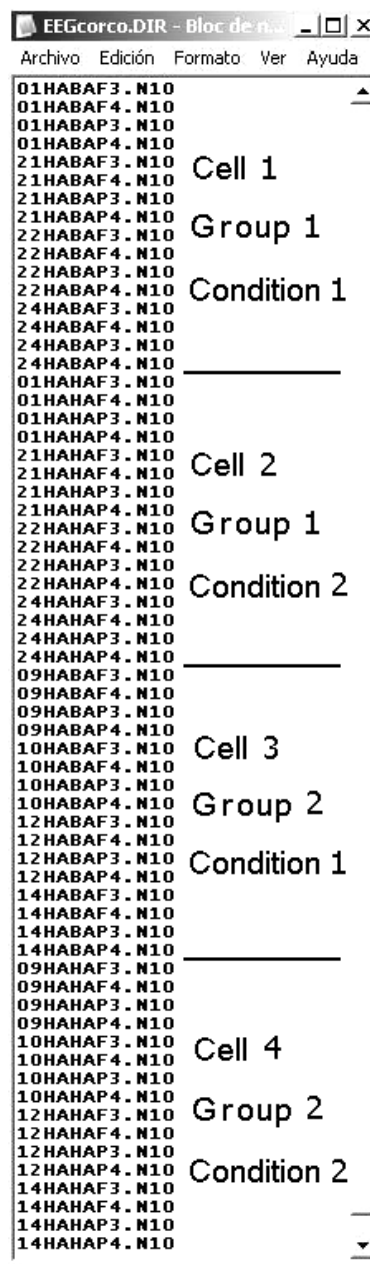 EEGcorco.DIR - Bloc de n...
Archivo Edición Formato Ver Ayuda
01HABAF3.N10
01HABAF4.N10
01HABAP3.N10
01HABAP4.N10
21HABAF3.N10
Cell 1
21HABAF4.N10
21HABAP3.N10
21HABAP4.N10
Group 1
22HABAF3.N10
22HABAF4.N10
22HABAP3.N10
22HABAP4.N10
Condition 1
24HABAF3.N10
24HABAF4.N10
24HABAP3.N10
24HABAP4.N10
01HAHAF3.N10
01HAHAF4.N10
01HAHAP3.N10
01HAHAP4.N10
21HAHAF3.N10
Cell 2
21HAHAF4.N10
21HAHAP3.N10
21HAHAP4.N10
Group 1
22HAHAF3.N10
22HAHAF4.N10
22HAHAP3.N10
22HAHAP4.N10
Condition 2
24HAHAF3.N10
24HAHAF4.N10
24HAHAP3.N10
24HAHAP4.N10
09HABAF3.N10
09HABAF4.N10
09HABAP3.N10
09HABAP4.N10
10HABAF3.N10
Cell 3
10HABAF4.N10
10HABAP3.N10
10HABAP4.N10
Group 2
12HABAF3.N10
12HABAF4.N10
12HABAP3.N10
12HABAP4.N10
Condition 1
14HABAF3.N10
14HABAF4.N10
14HABAP3.N10
14HABAP4.N10
09HAHAF3.N10
09HAHAF4.N10
09HAHAP3.N10
09HAHAP4.N10
10HAHAF3.N10
Cell 4
10HAHAF4.N10
10HAHAP3.N10
10HAHAP4.N10
Group 2
12HAHAF3.N10
12HAHAF4.N10
12HAHAP3.N10
12HAHAP4.N10
Condition 2
14HAHAF3.N10
14HAHAF4.N10
14HAHAP3.N10
14HAHAP4.N10